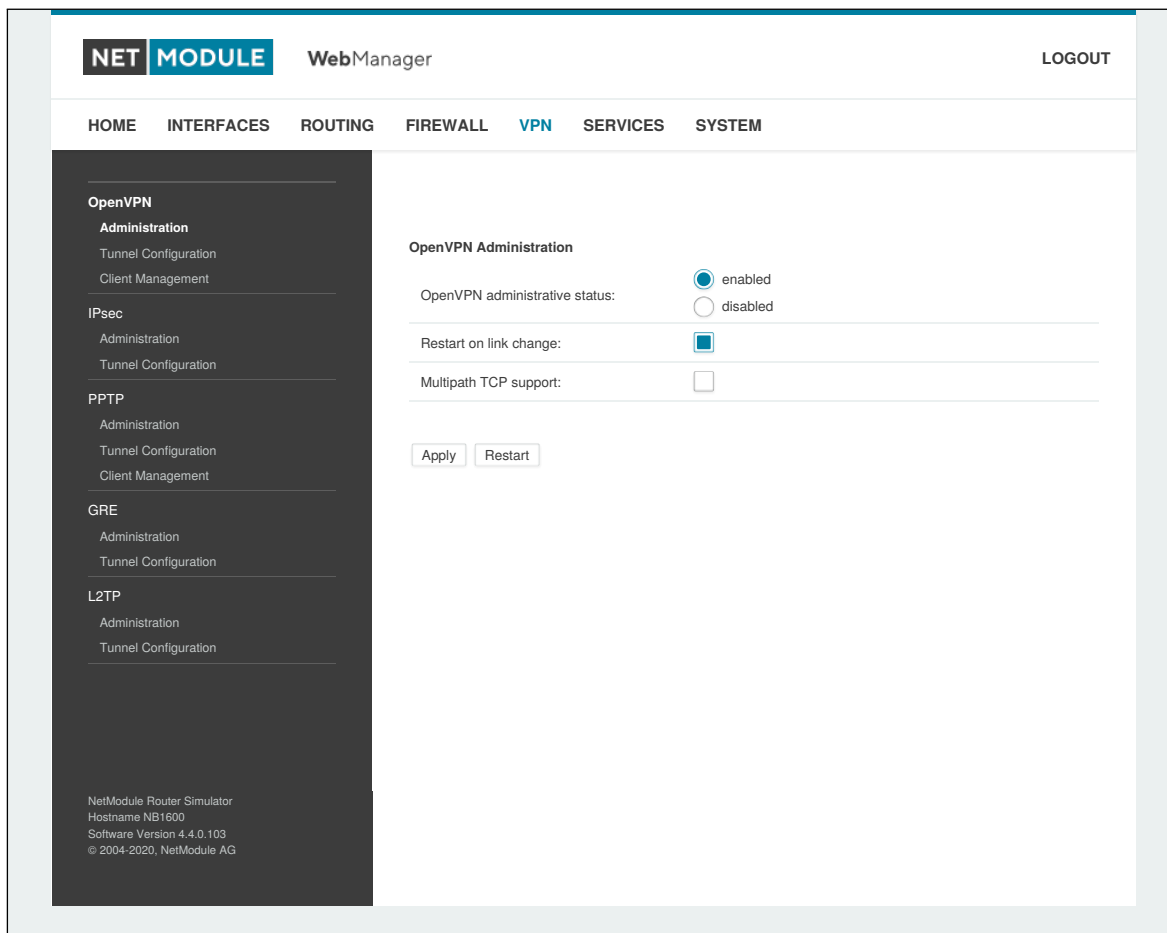 NET MODULE WebManager LOGOUT
HOME INTERFACES ROUTING FIREWALL VPN SERVICES SYSTEM
OpenVPN
Administration
Tunnel Configuration
Client Management
IPsec
Administration
Tunnel Configuration
PPTP
Administration
Tunnel Configuration
Client Management
GRE
Administration
Tunnel Configuration
L2TP
Administration
Tunnel Configuration
NetModule Router Simulator
Hostname NB1600
Software Version 4.4.0.103
© 2004-2020, NetModule AG
OpenVPN Administration
OpenVPN administrative status:
enabled
disabled
Restart on link change:
Multipath TCP support:
Apply Restart